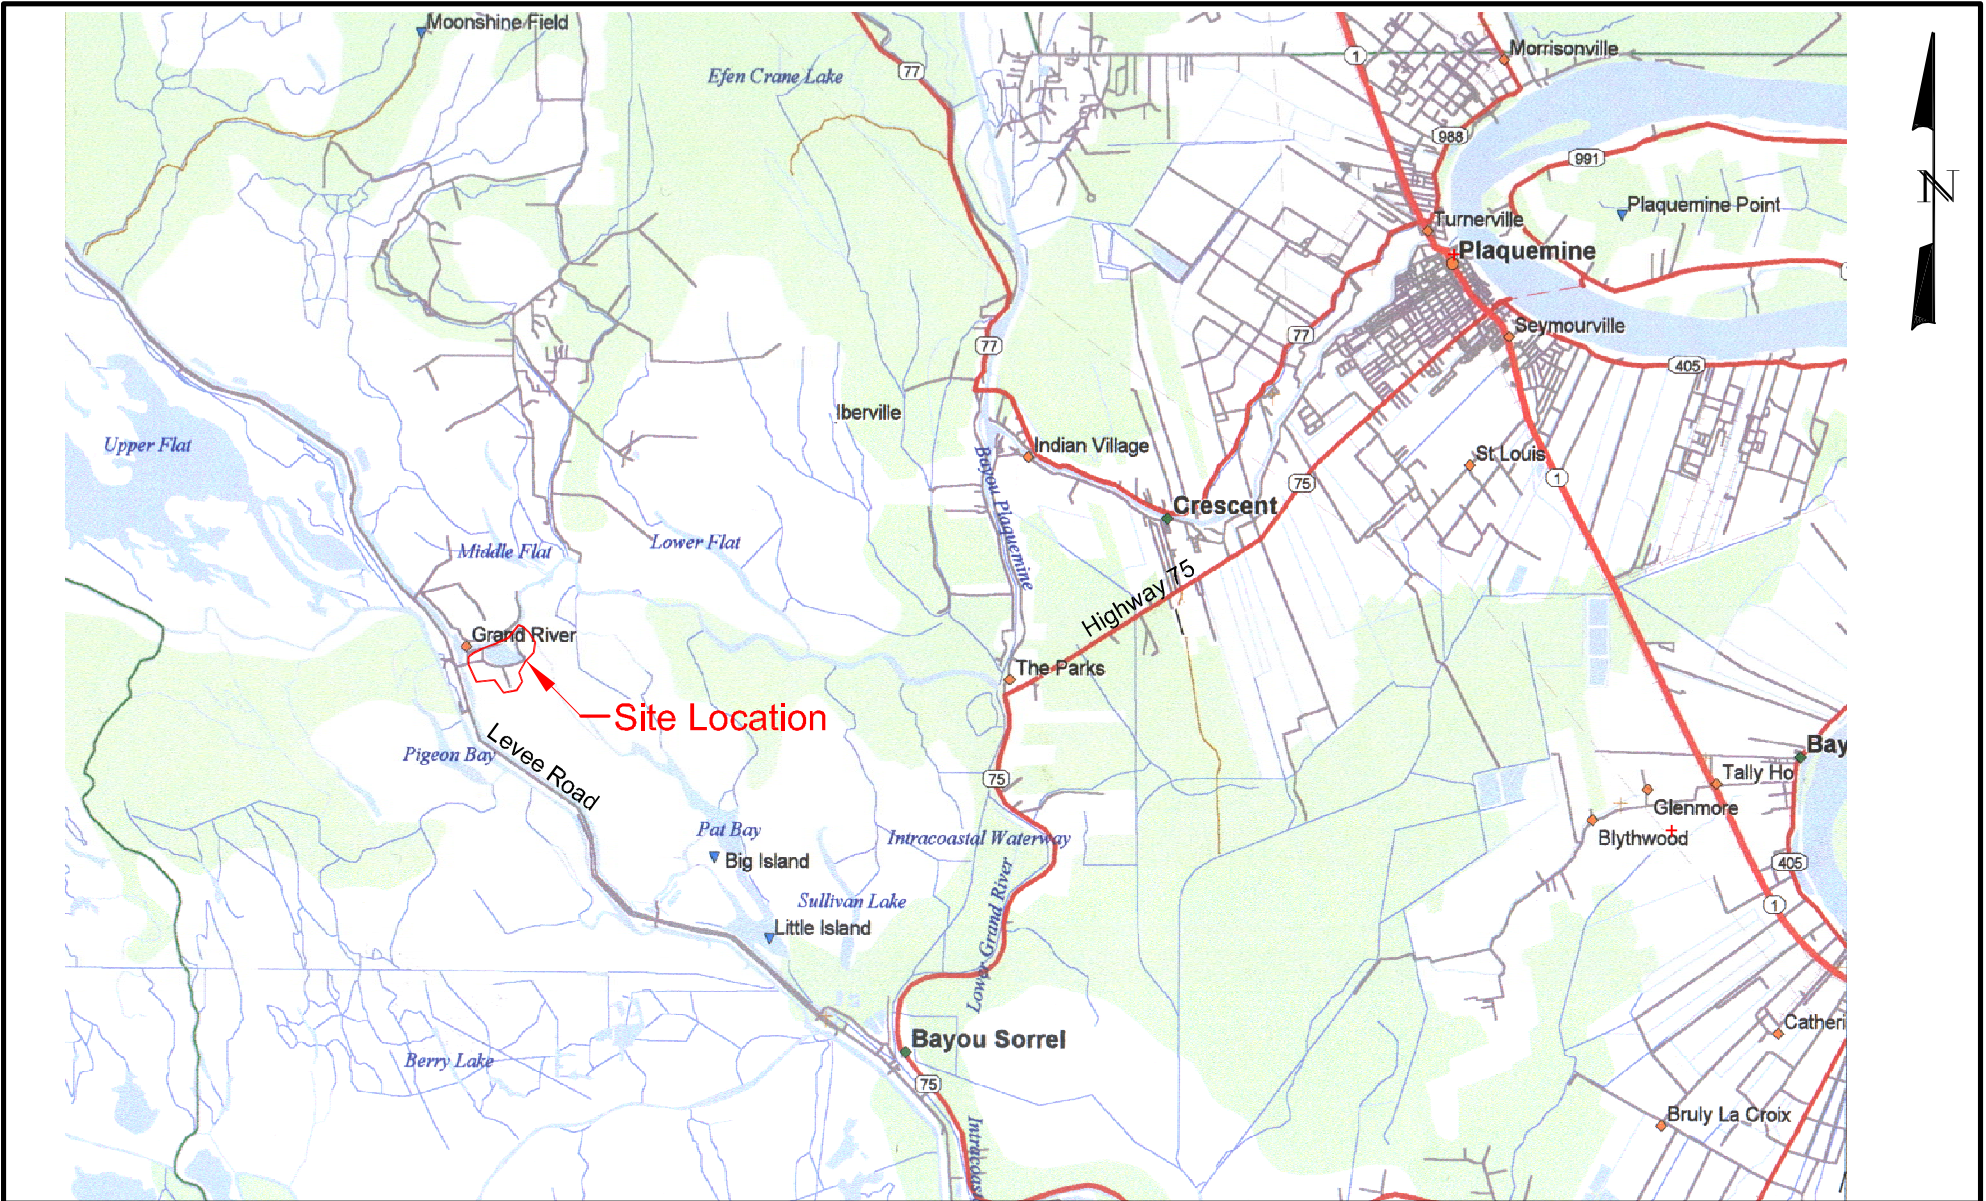 Moonshine Field
Efen Crane Lake
77
1
Morrisonville
988
991
N
Plaquemine Point
Turnerville
Plaquemine
77
77
Seymourville
405
Iberville
Upper Flat
Indian Village
Bayou Plaquemine
St Louis
75
1
Crescent
Middle Flat
Lower Flat
Highway 75
Grand River
The Parks
Site Location
Levee Road
Pigeon Bay
75
Bay
Tally Ho
Glenmore
Blythwood
Pat Bay
Intracoastal Waterway
Big Island
405
Lower Grand River
Sullivan Lake
1
Little Island
Catheri
Bayou Sorrel
Berry Lake
75
Bruly La Croix
Intracoast